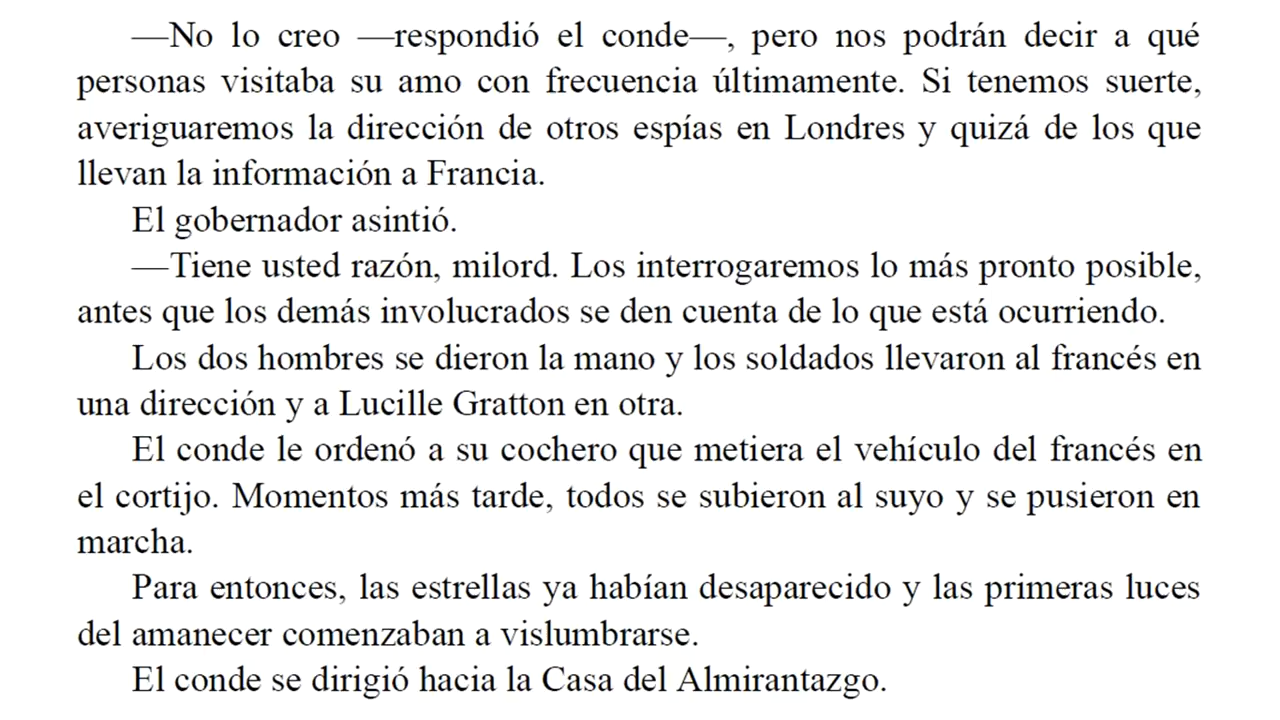 —No lo creo —respondió el conde—, pero nos podrán decir a qué
personas visitaba su amo con frecuencia últimamente. Si tenemos suerte,
averiguaremos la dirección de otros espías en Londres y quizá de los que
llevan la información a Francia.
El gobernador asintió.
—Tiene usted razón, milord. Los interrogaremos lo más pronto posible,
antes que los demás involucrados se den cuenta de lo que está ocurriendo.
Los dos hombres se dieron la mano y los soldados llevaron al francés en
una dirección y a Lucille Gratton en otra.
El conde le ordenó a su cochero que metiera el vehículo del francés en
el cortijo. Momentos más tarde, todos se subieron al suyo y se pusieron en
marcha.
Para entonces, las estrellas ya habían desaparecido y las primeras luces
del amanecer comenzaban a vislumbrarse.
El conde se dirigió hacia la Casa del Almirantazgo.